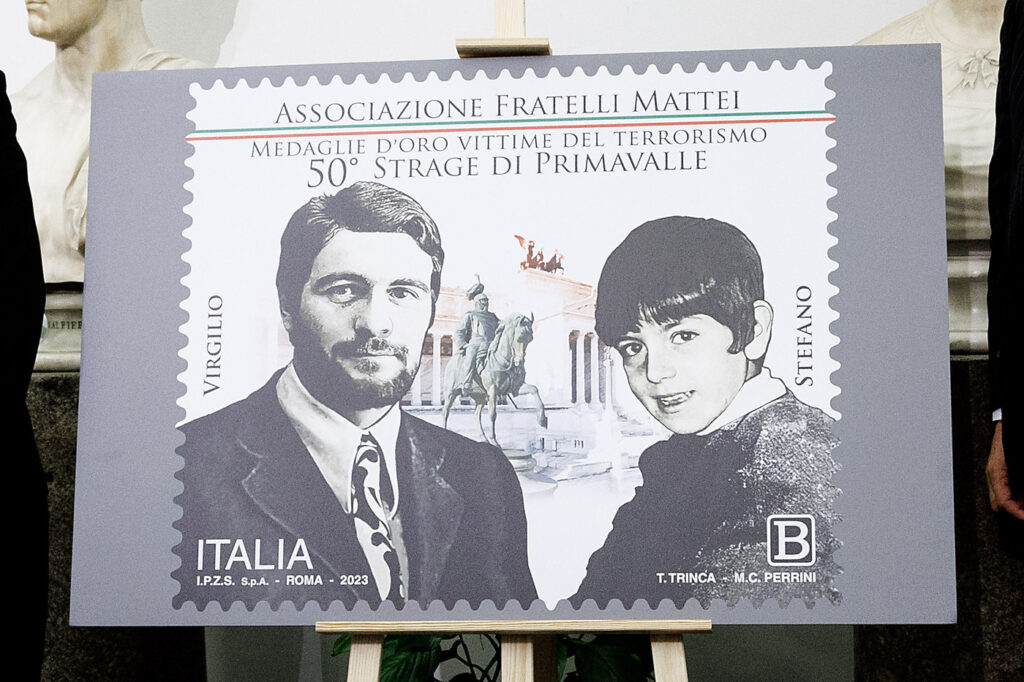 ASSOCIAZIONE FRATELLI MATTEI
MEDAGLIE D'ORO VITTIME DEL TERRORISMO
50° STRAGE DI PRIMAVALLE
VIRGILIO
STEFANO
ITALIA
I.P.Z.S. S.p.A. - ROMA - 2023
B
T. TRINCA - M.C. PERRINI